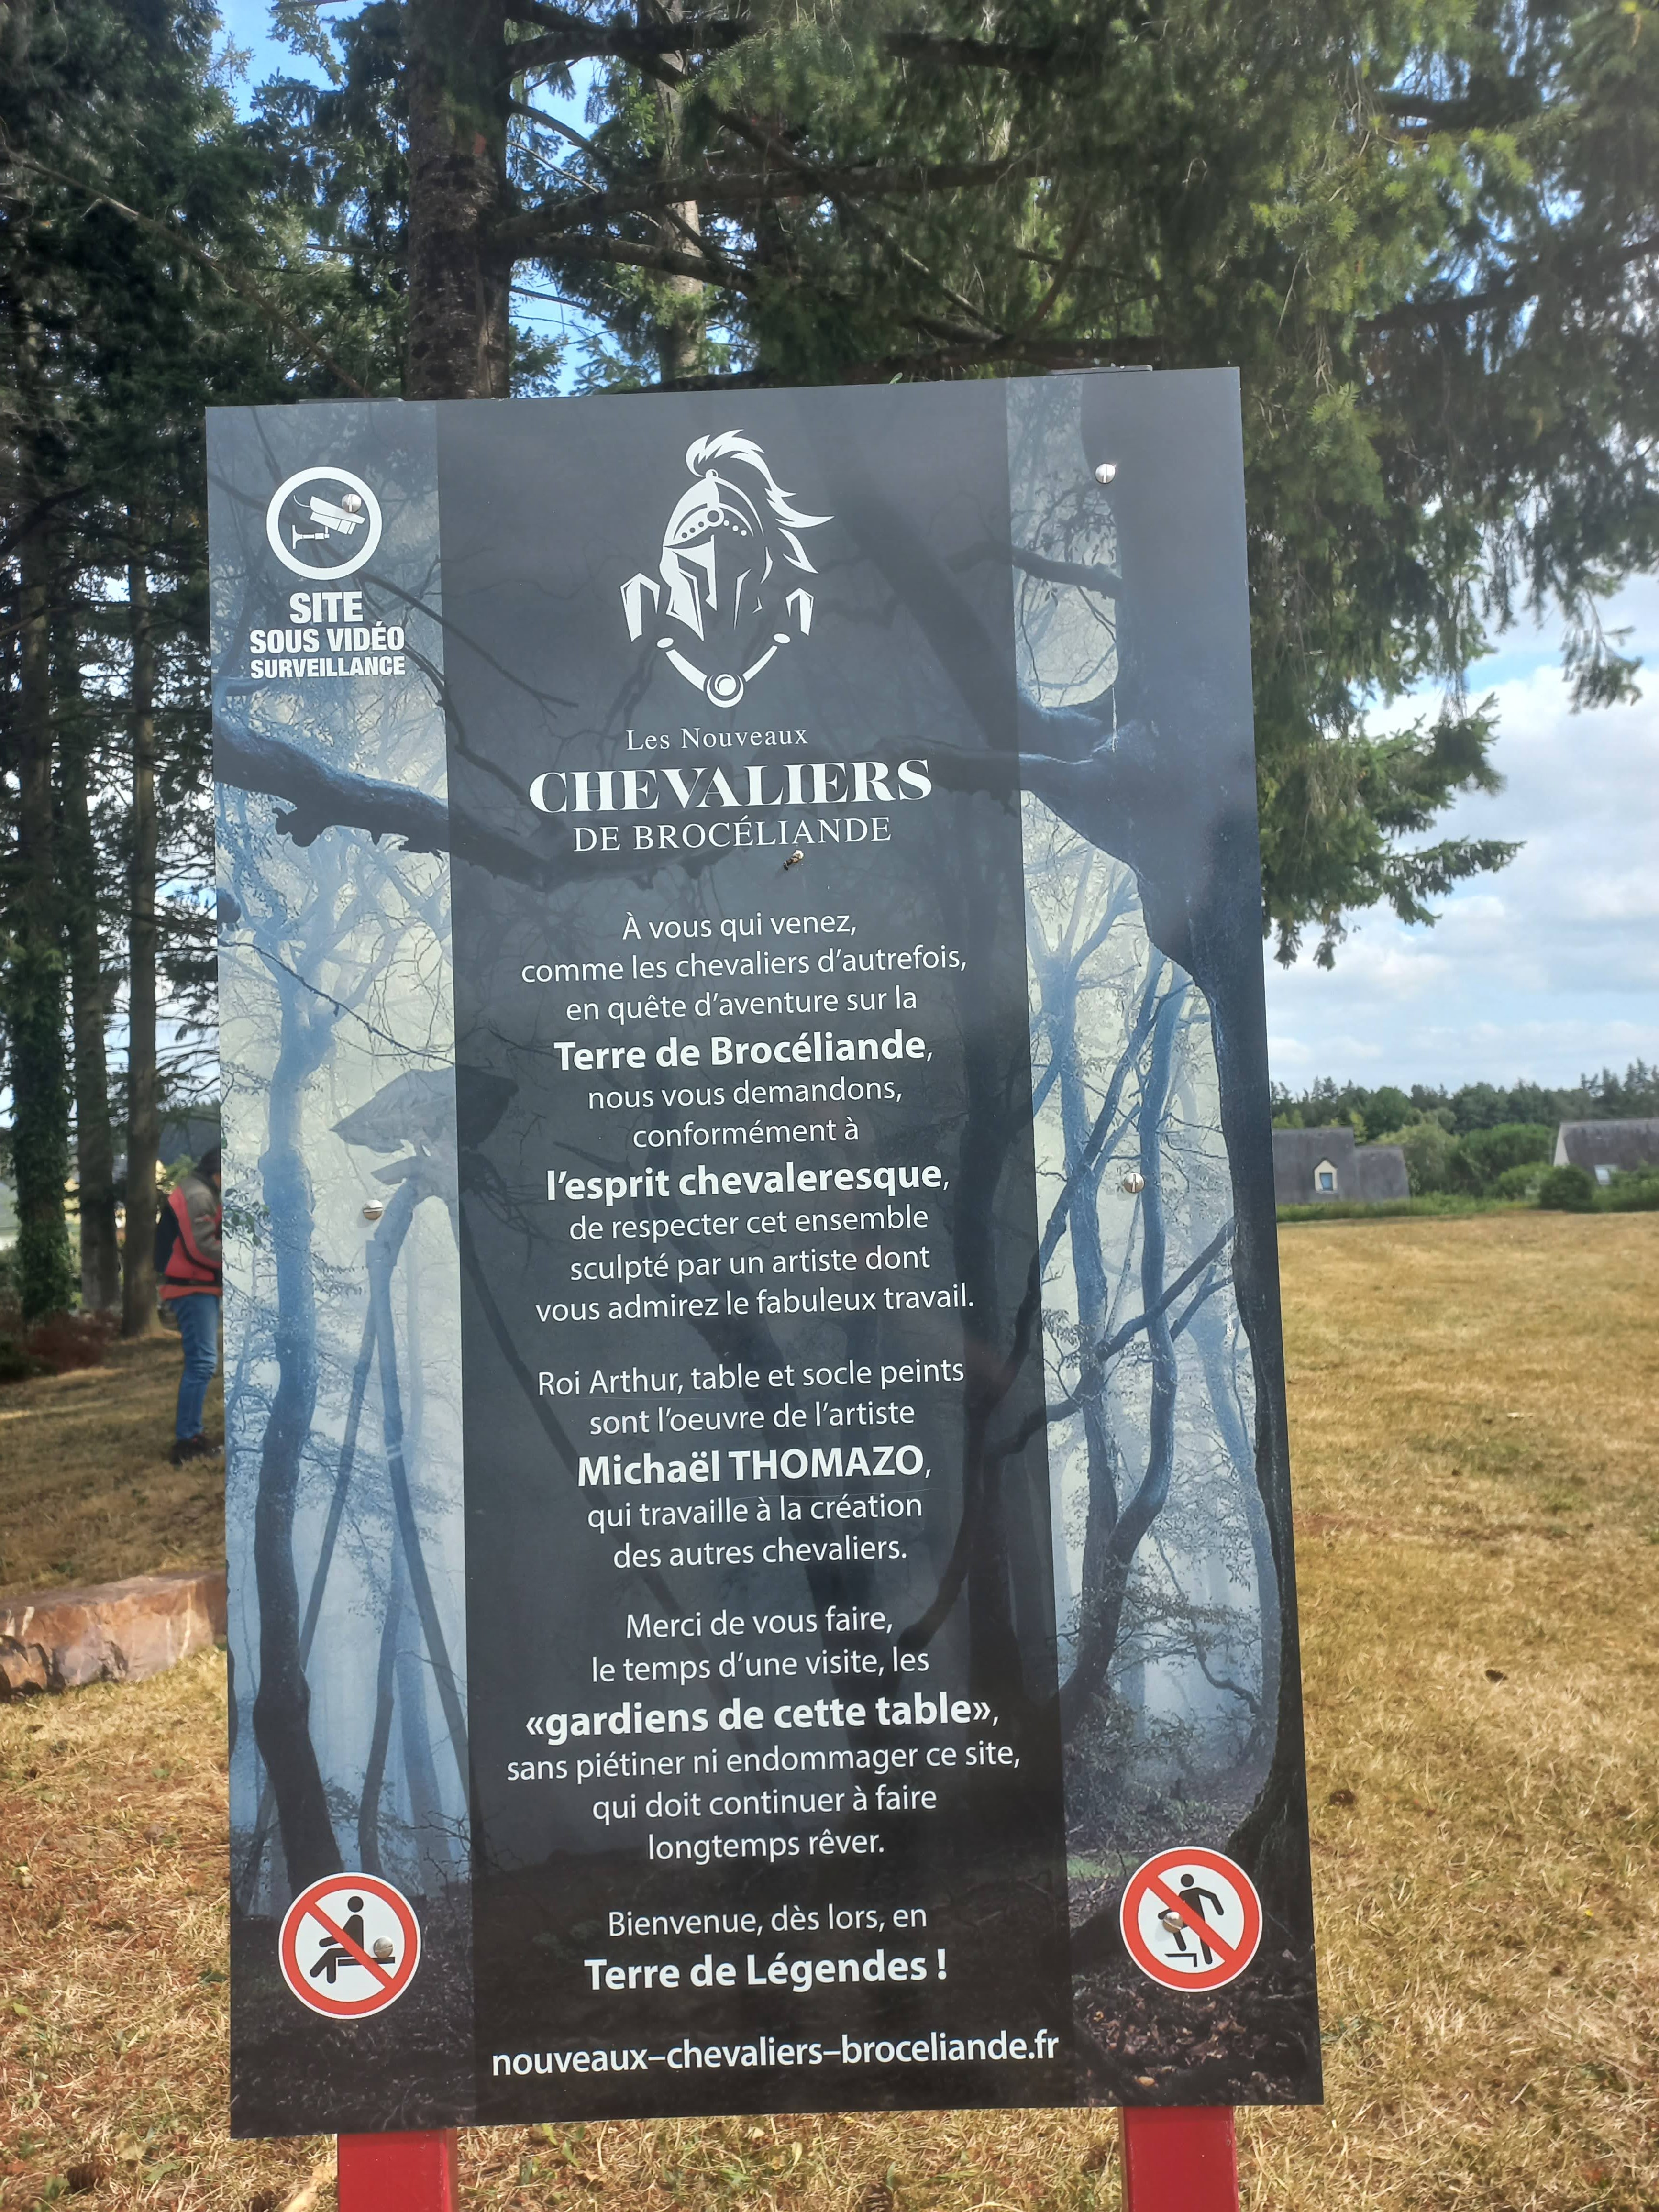 SITE
SOUS VIDÉO
SURVEILLANCE
Les Nouveaux
CHEVALIERS
DE BROCÉLIANDE
À vous qui venez,
comme les chevaliers d'autrefois,
en quête d'aventure sur la
Terre de Brocéliande,
nous vous demandons,
conformément à
l'esprit chevaleresque,
de respecter cet ensemble
sculpté par un artiste dont
vous admirez le fabuleux travail.
Roi Arthur, table et socle peints
sont l'oeuvre de l'artiste
Michaël THOMAZO,
qui travaille à la création
des autres chevaliers.
Merci de vous faire,
le temps d'une visite, les
«gardiens de cette table»,
sans piétiner ni endommager ce site,
qui doit continuer à faire
longtemps rêver.
Bienvenue, dès lors, en
Terre de Légendes !
nouveaux–chevaliers–broceliande.fr